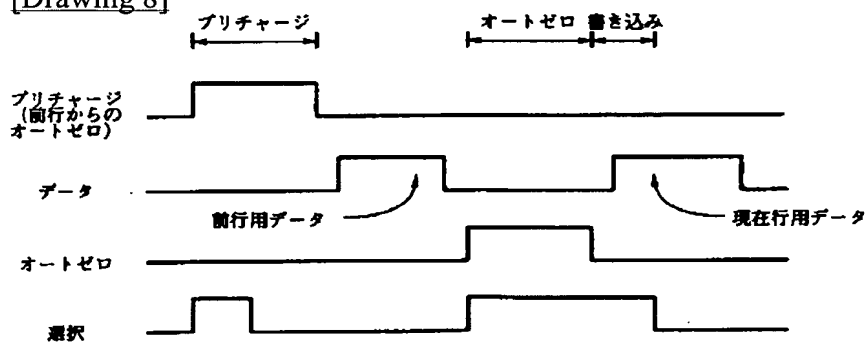 [Drawing 8]
プリチャージ
オートゼロ 書き込み
プリチャージ
(前行からの
オートゼロ)
データ
前行用データ
現在行用データ
オートゼロ
選択